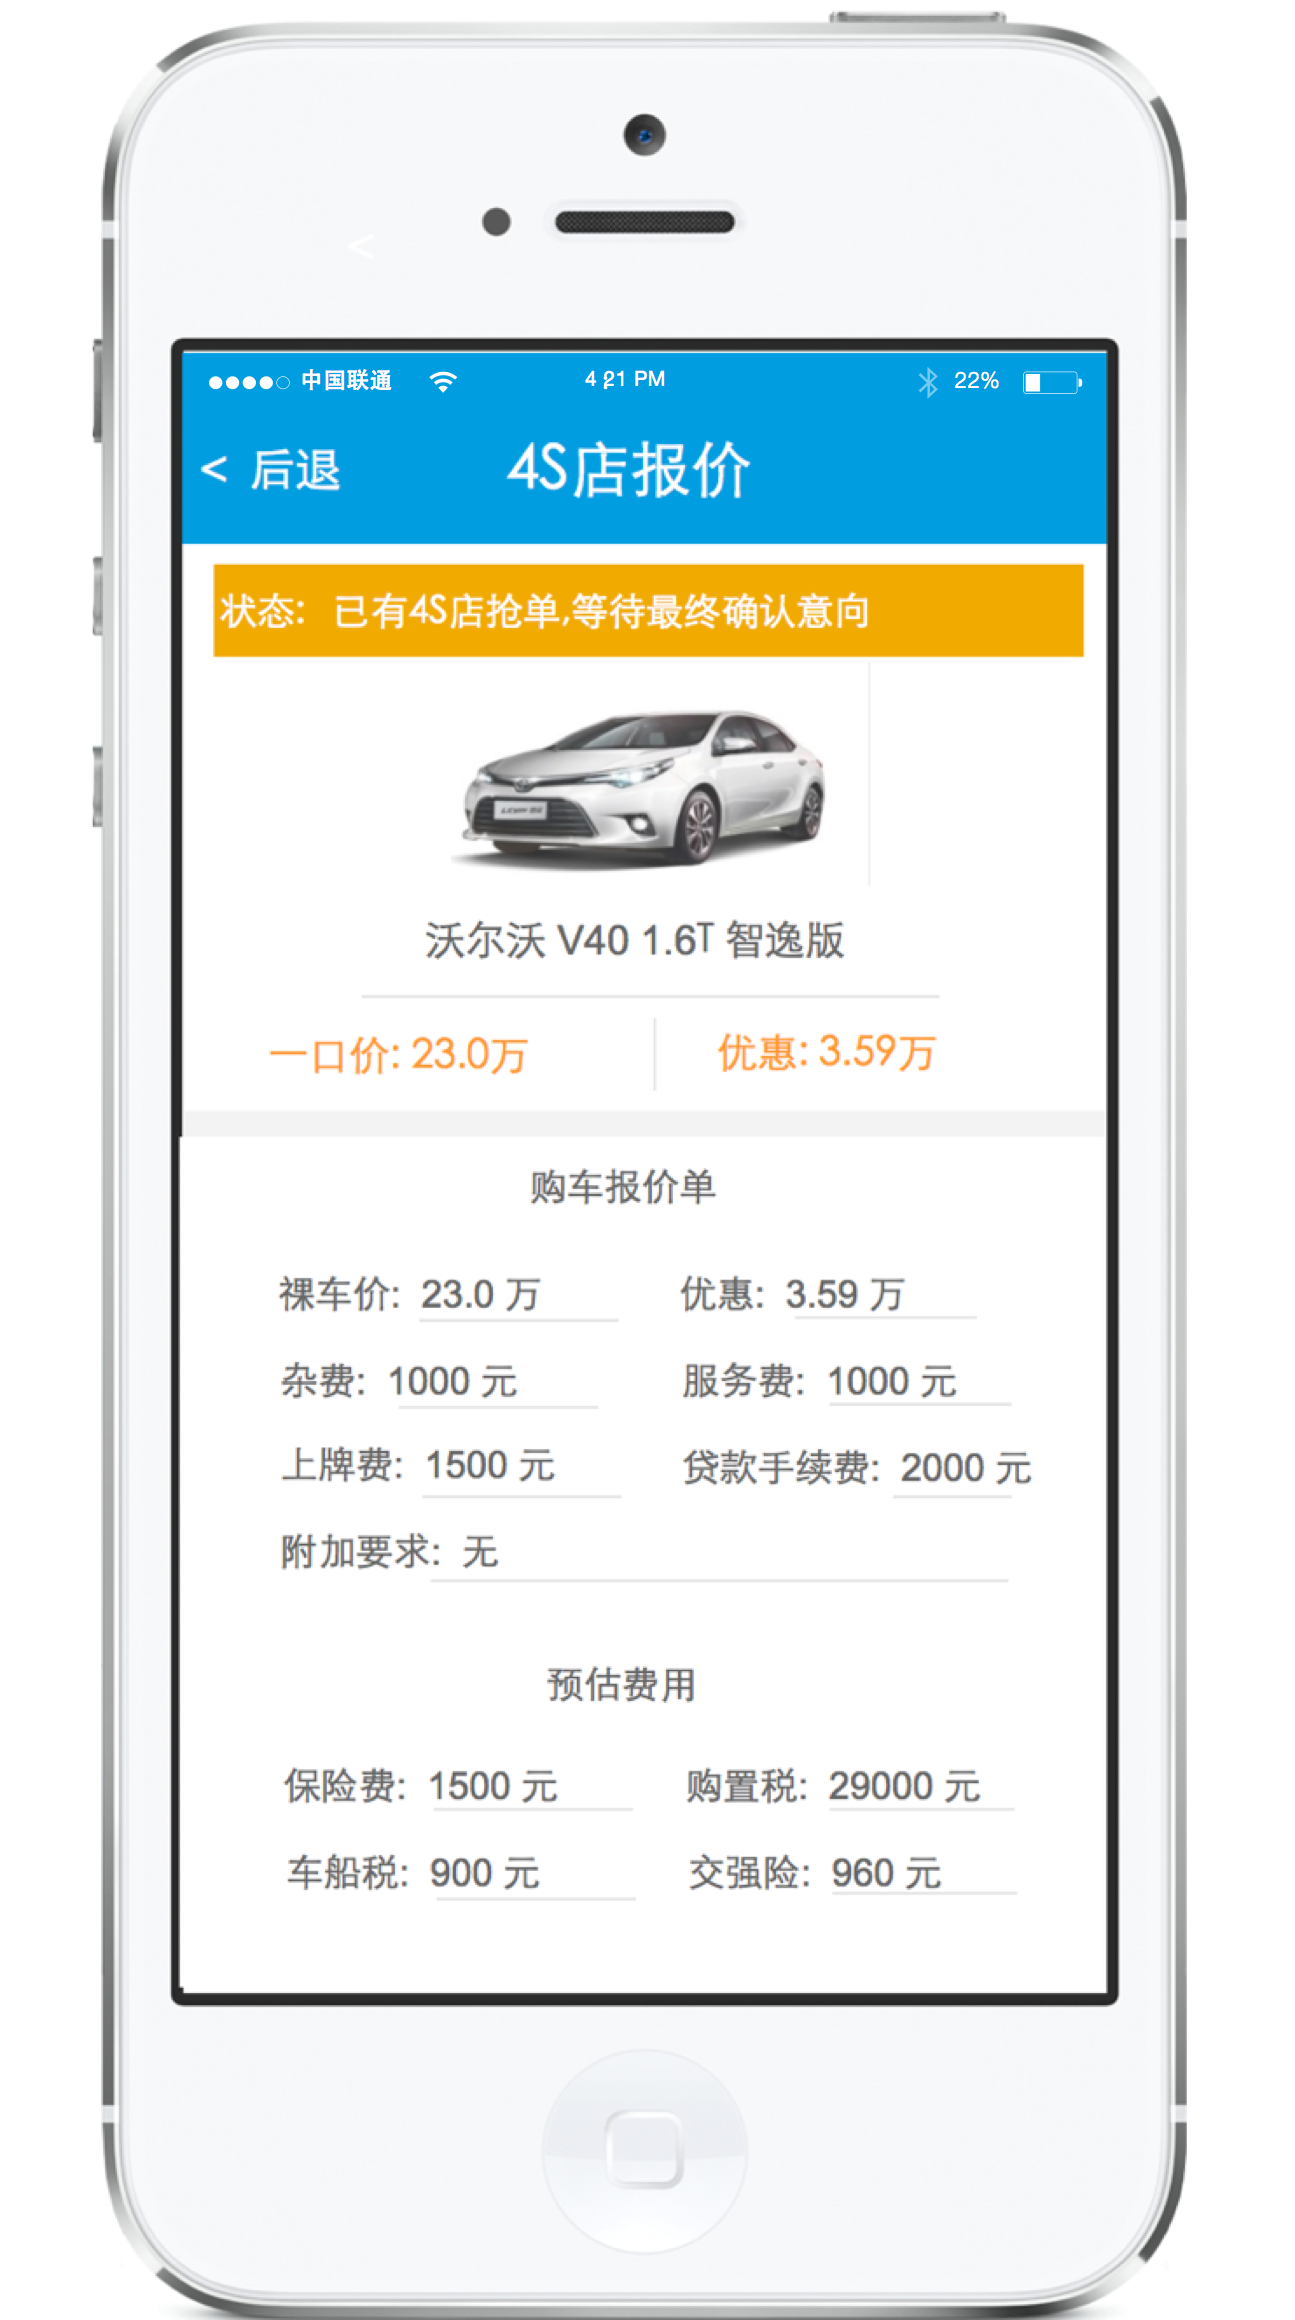 中国联通 4:21 PM 22%
< 后退 4S店报价
状态: 已有4S店抢单,等待最终确认意向
沃尔沃 V40 1.6T 智逸版
一口价: 23.0万 优惠: 3.59万
购车报价单
裸车价: 23.0 万 优惠: 3.59 万
杂费: 1000 元 服务费: 1000 元
上牌费: 1500 元 贷款手续费: 2000 元
附加要求: 无
预估费用
保险费: 1500 元 购置税: 29000 元
车船税: 900 元 交强险: 960 元